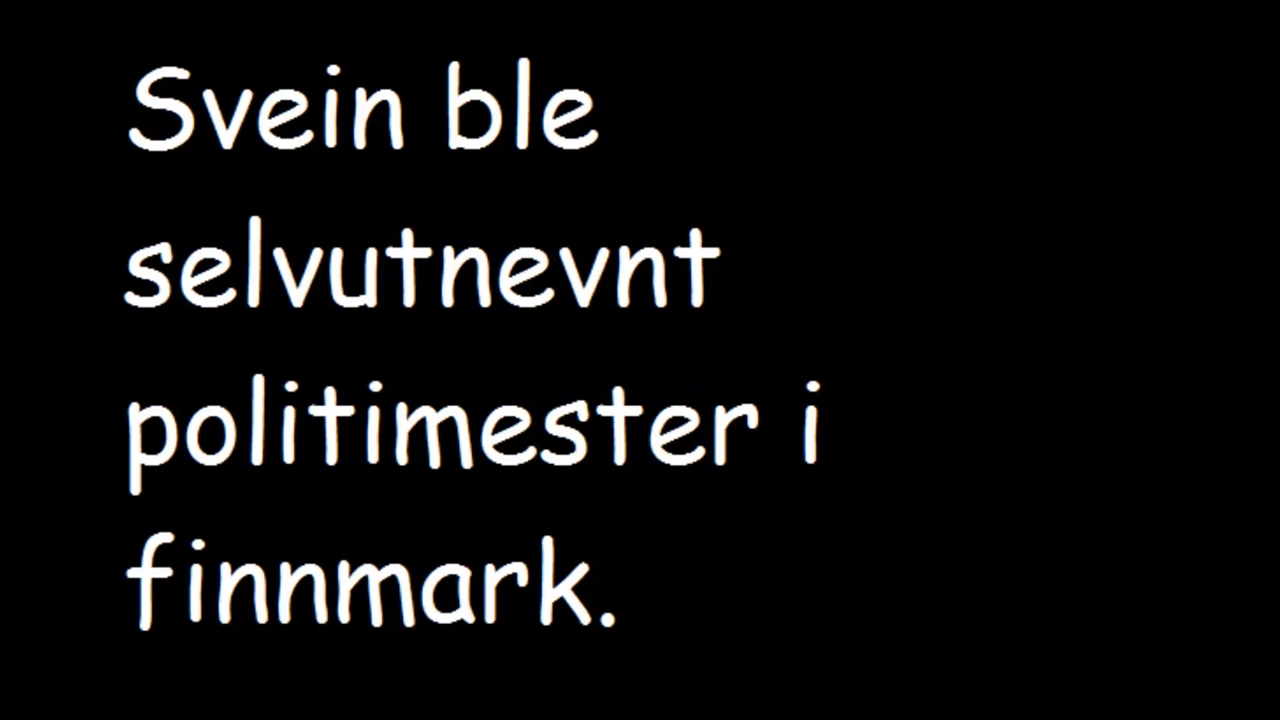 Svein ble
selvutnevnt
politimester i
finnmark.